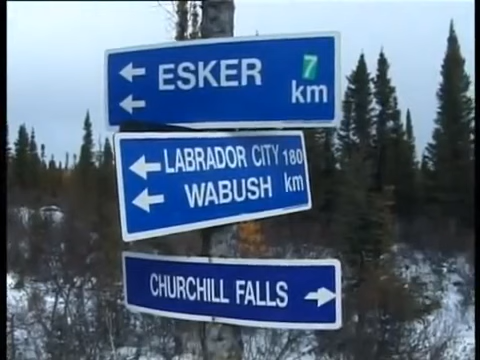 ← ESKER 7
← km
← LABRADOR CITY 180
← WABUSH km
CHURCHILL FALLS →